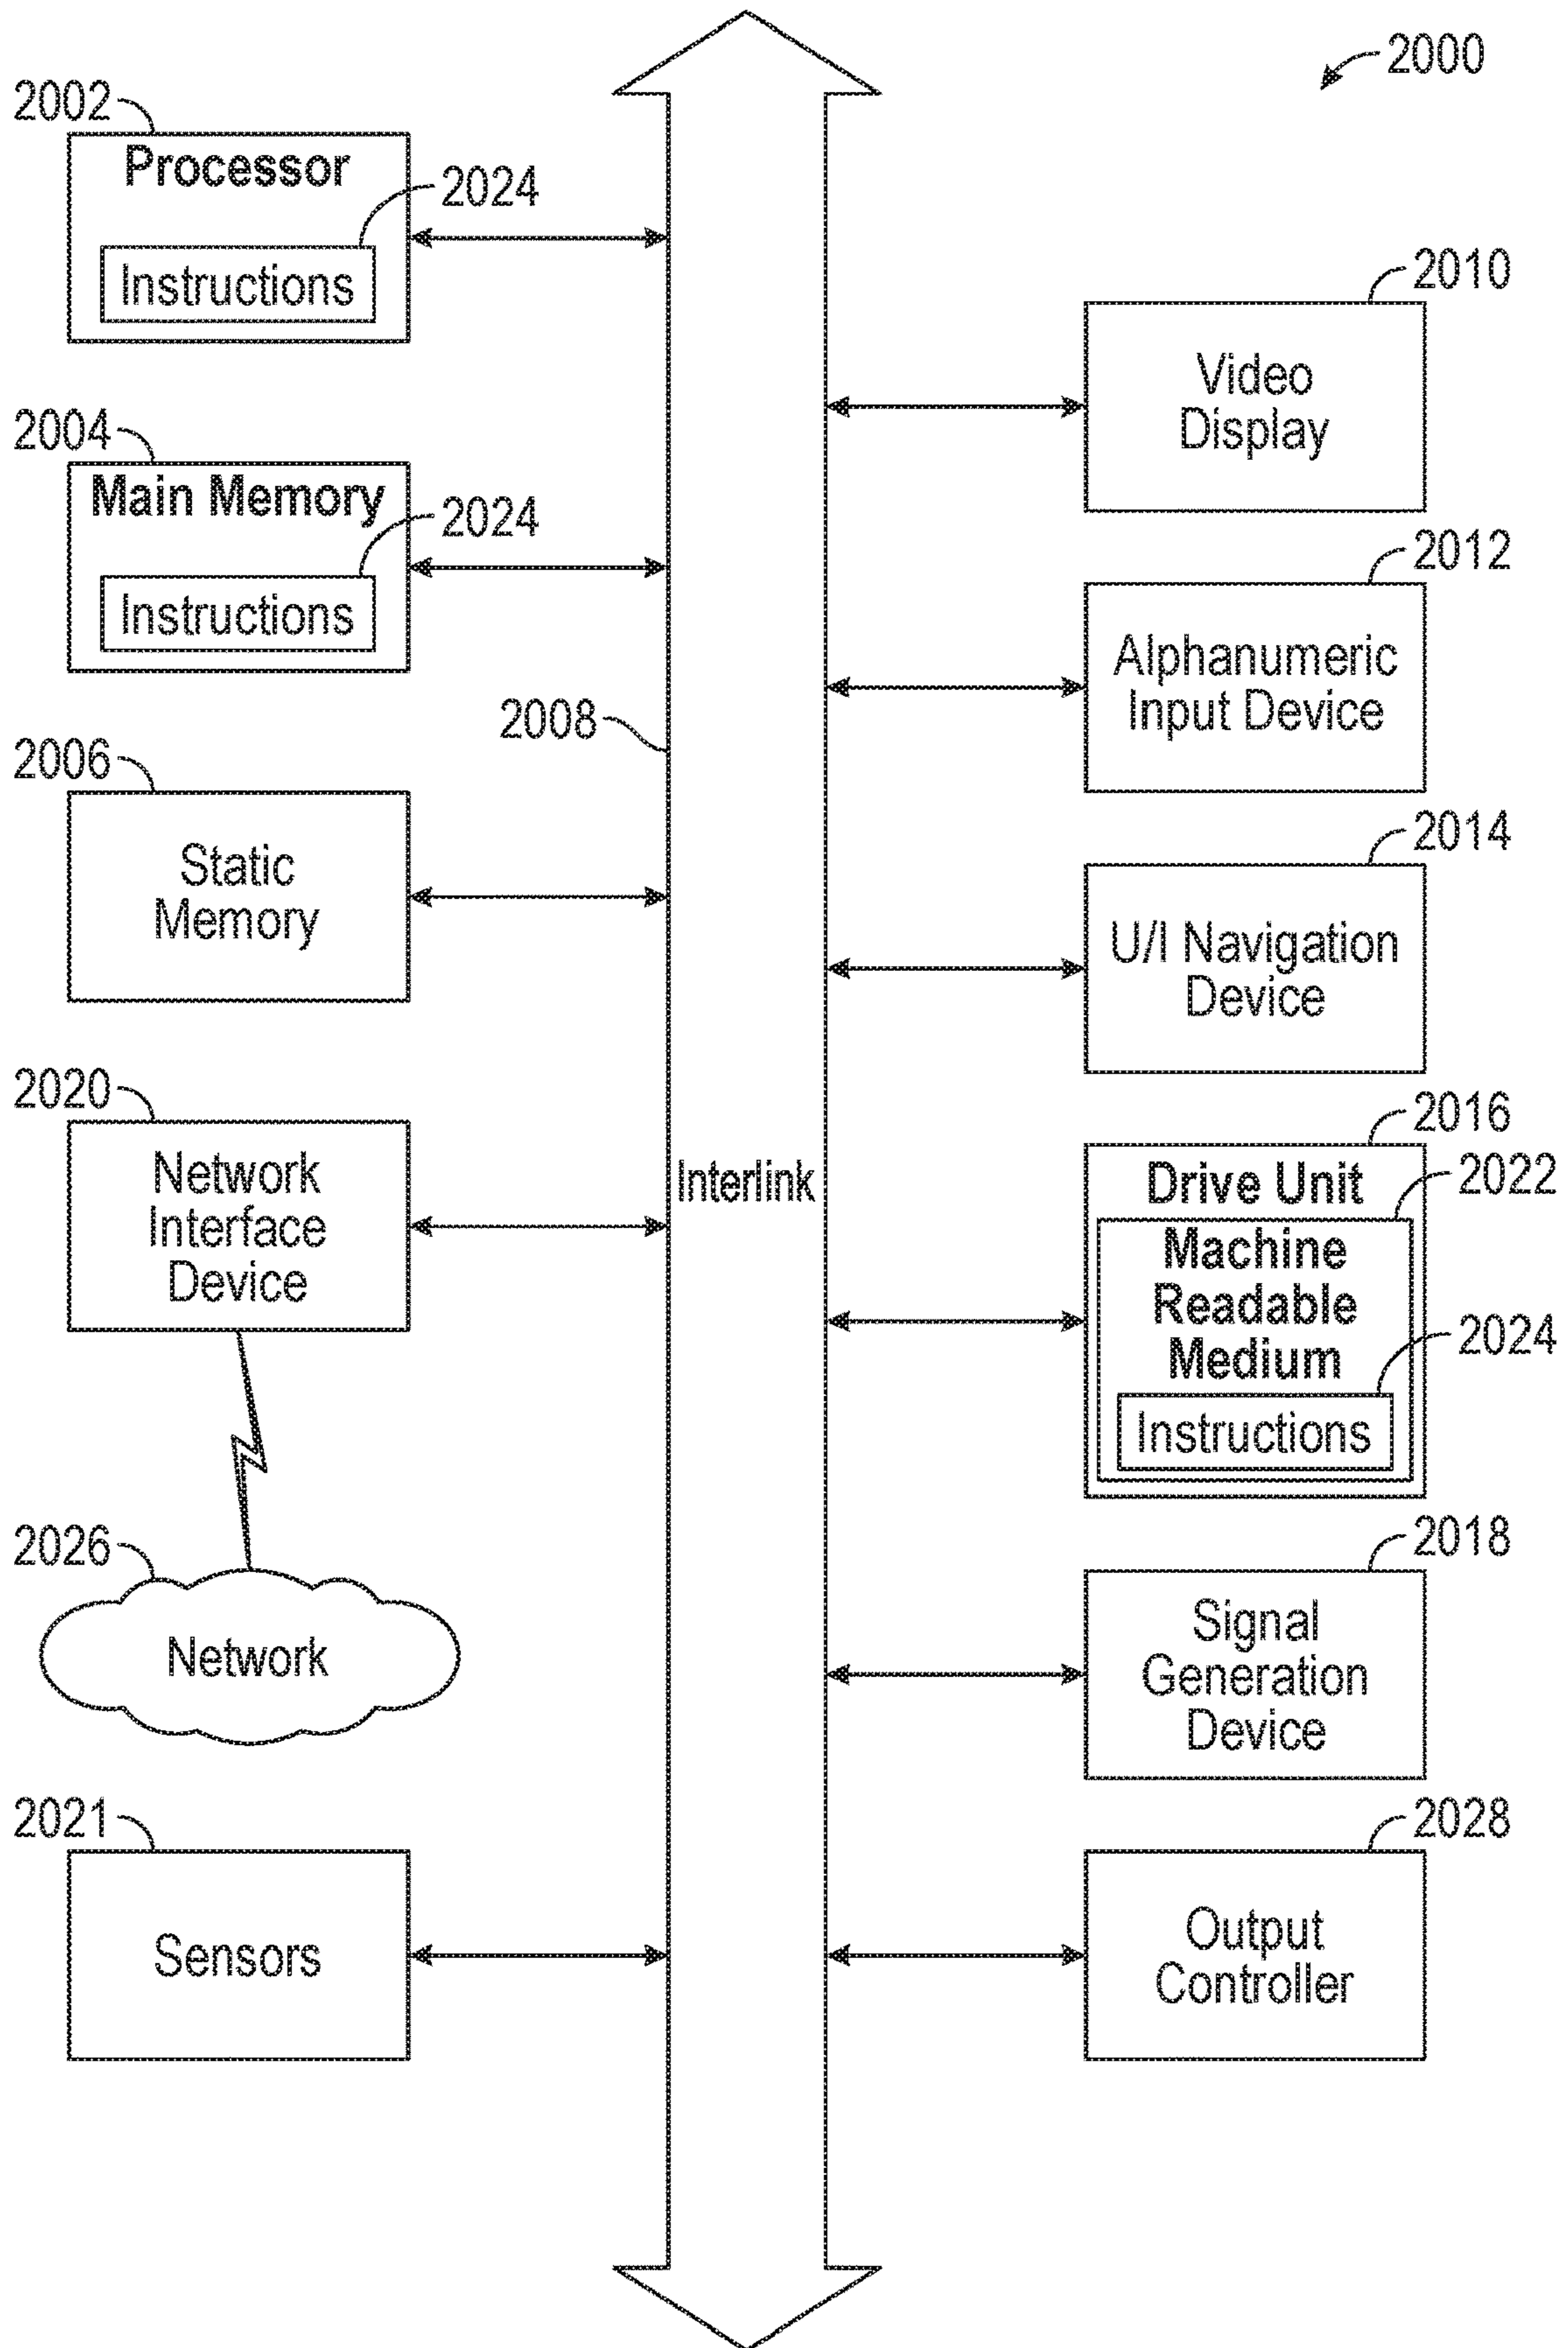 2000
2002
Processor
2024
Instructions
2004
Main Memory
2024
Instructions
2008
2006
Static
Memory
2020
Network
Interface
Device
2026
Network
2021
Sensors
Interlink
2010
Video
Display
2012
Alphanumeric
Input Device
2014
U/I Navigation
Device
2016
Drive Unit
2022
Machine
Readable
Medium
2024
Instructions
2018
Signal
Generation
Device
2028
Output
Controller